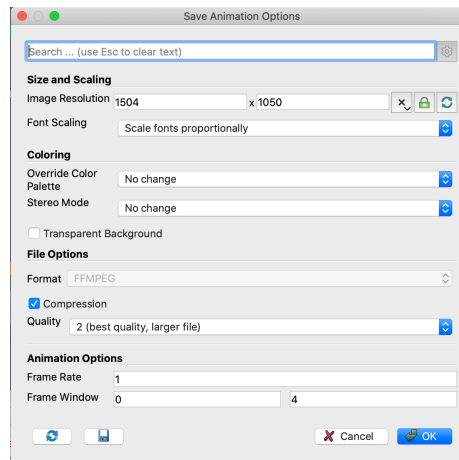 Save Animation Options
Search ... (use Esc to clear text)
Size and Scaling
Image Resolution 1504 x 1050
Font Scaling Scale fonts proportionally
Coloring
Override Color Palette No change
Stereo Mode No change
Transparent Background
File Options
Format FFMPEG
Compression
Quality 2 (best quality, larger file)
Animation Options
Frame Rate 1
Frame Window 0 4
Cancel OK